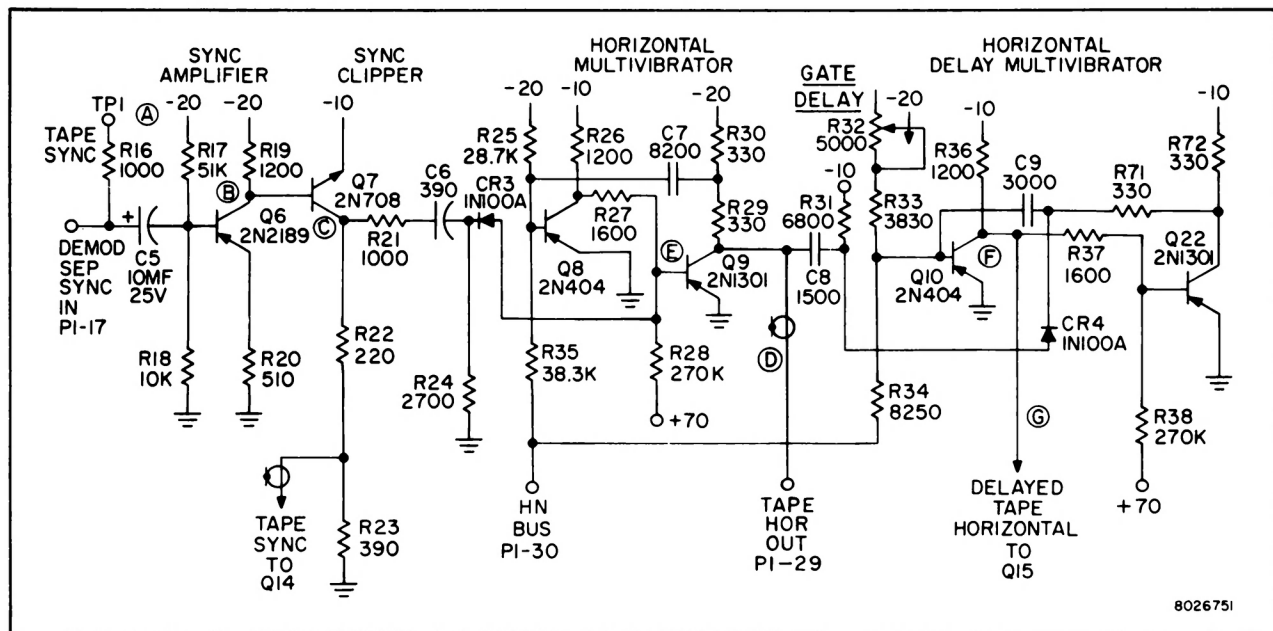 SYNC
AMPLIFIER
SYNC
CLIPPER
HORIZONTAL
MULTIVIBRATOR
HORIZONTAL
DELAY MULTIVIBRATOR
GATE
DELAY
TP1
A
TAPE
SYNC
R16
1000
-20
R17
51K
-20
R19
1200
-10
B
Q6
2N2189
Q7
2N708
C
DEMOD
SEP
SYNC
IN
P1-17
+
C5
10MF
25V
R18
10K
R20
510
R21
1000
C6
390
CR3
IN100A
R22
220
R24
2700
TAPE
SYNC
TO
Q14
R23
390
-20
R25
28.7K
-10
R26
1200
C7
8200
-20
R30
330
R27
1600
R29
330
Q8
2N404
E
Q9
2N1301
R35
38.3K
R28
270K
+70
HN
BUS
P1-30
D
TAPE
HOR
OUT
P1-29
-10
R31
6800
C8
1500
-20
R32
5000
R33
3830
R34
8250
-10
R36
1200
C9
3000
R71
330
-10
R72
330
Q10
2N404
F
R37
1600
Q22
2N1301
CR4
IN100A
G
R38
270K
+70
DELAYED
TAPE
HORIZONTAL
TO
Q15
8026751